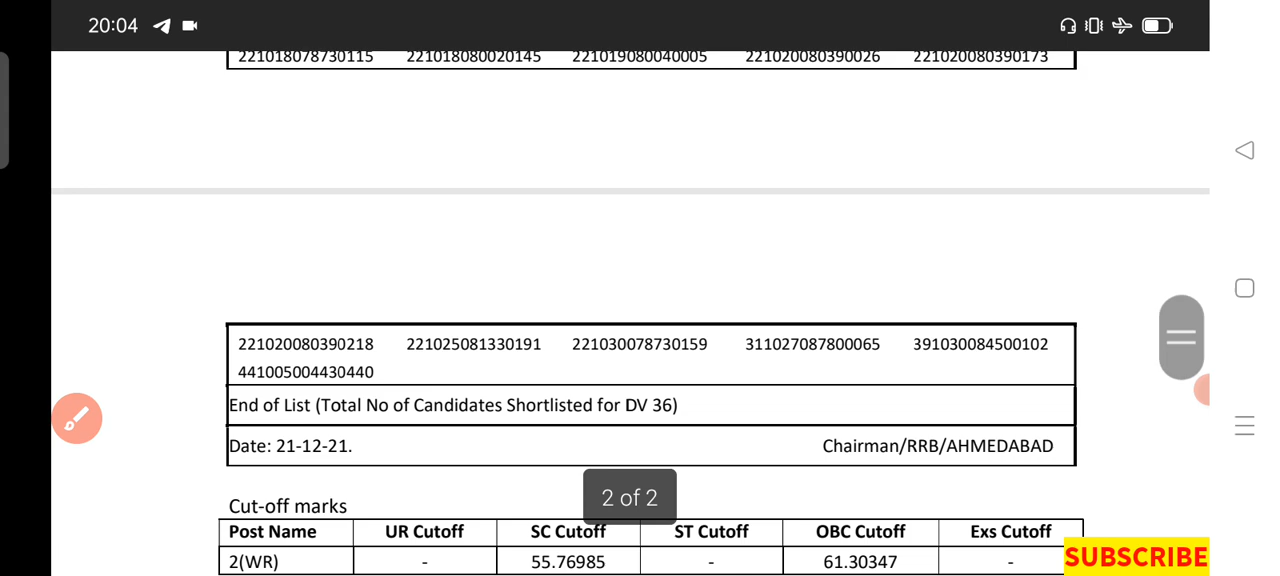 20:04
221018078730115 221018080020145 221019080040005 221020080390026 221020080390173
221020080390218 221025081330191 221030078730159 311027087800065 391030084500102
441005004430440
End of List (Total No of Candidates Shortlisted for DV 36)
Date: 21-12-21. Chairman/RRB/AHMEDABAD
2 of 2
Cut-off marks
Post Name UR Cutoff SC Cutoff ST Cutoff OBC Cutoff Exs Cutoff
2(WR) - 55.76985 - 61.30347 -
SUBSCRIBE